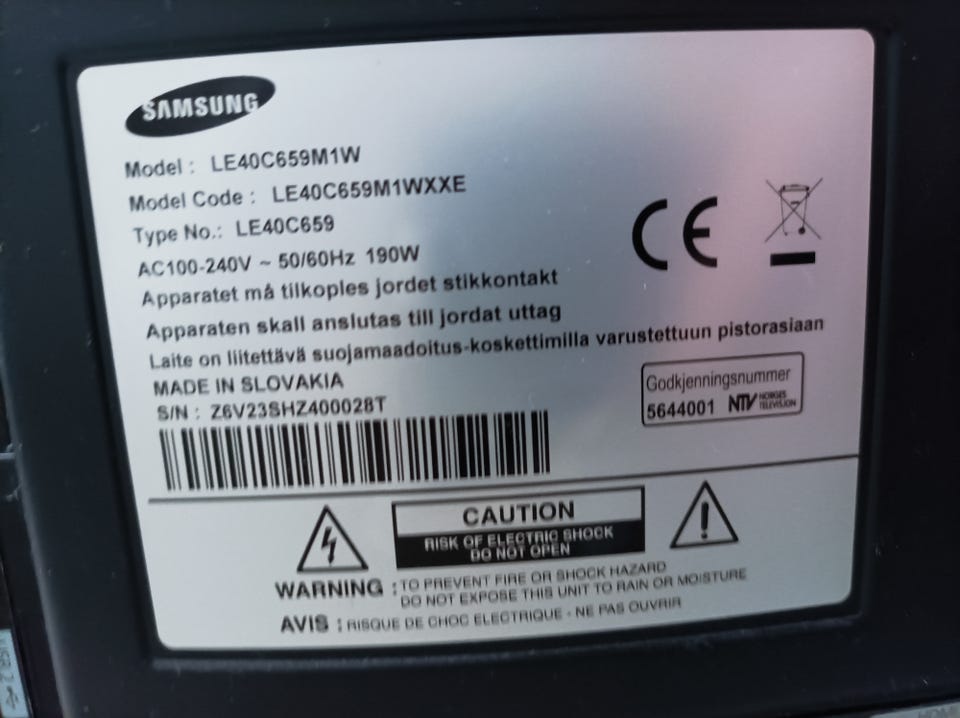 SAMSUNG
Model : LE40C659M1W
Model Code : LE40C659M1WXXE
Type No.: LE40C659
AC100-240V ~ 50/60Hz 190W
Apparatet må tilkoples jordet stikkontakt
Apparaten skall anslutas till jordat uttag
Laite on liitettävä suojamaadoitus-koskettimilla varustettuun pistorasiaan
MADE IN SLOVAKIA
S/N : Z6V23SHZ400028T
CE
Godkjenningsnummer
5644001 NTV NORGES
TELEVISJON
CAUTION
RISK OF ELECTRIC SHOCK
DO NOT OPEN
WARNING : TO PREVENT FIRE OR SHOCK HAZARD
DO NOT EXPOSE THIS UNIT TO RAIN OR MOISTURE
AVIS : RISQUE DE CHOC ELECTRIQUE - NE PAS OUVRIR